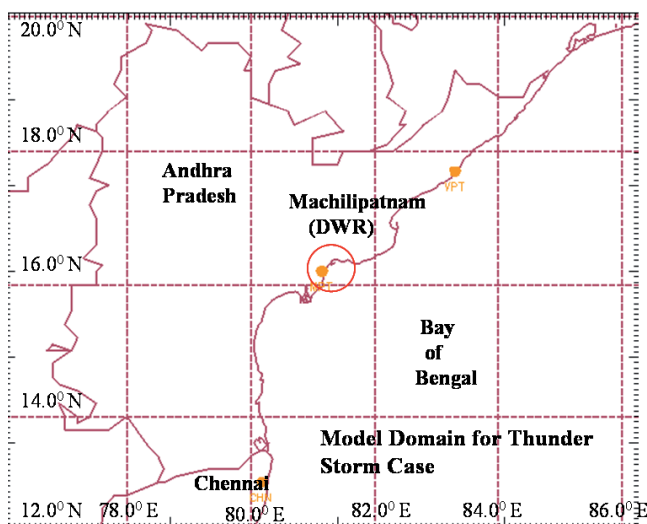 20.0⁰ N
18.0⁰ N
Andhra
Pradesh
VPT
Machilipatnam
(DWR)
16.0⁰ N
Bay
of
Bengal
14.0⁰ N
Model Domain for Thunder
Storm Case
Chennai
CHN
12.0⁰ N 78.0⁰ E 80.0⁰ E 82.0⁰ E 84.0⁰ E 86.0⁰ E